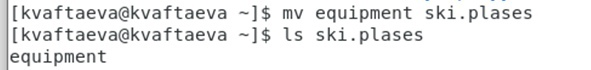 [kvaftaeva@kvaftaeva ~]$ mv equipment ski.plases
[kvaftaeva@kvaftaeva ~]$ ls ski.plases
equipment